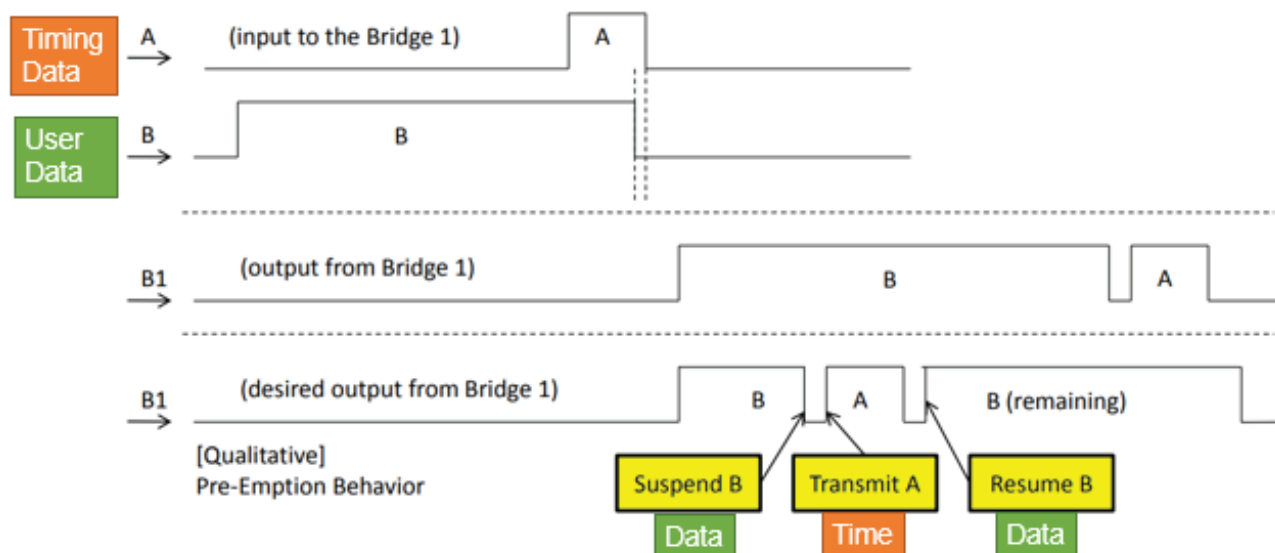 Timing
Data
A
(input to the Bridge 1)
A
User
Data
B
B
B1
(output from Bridge 1)
B
A
B1
(desired output from Bridge 1)
B
A
B (remaining)
[Qualitative]
Pre-Emption Behavior
Suspend B
Transmit A
Resume B
Data
Time
Data